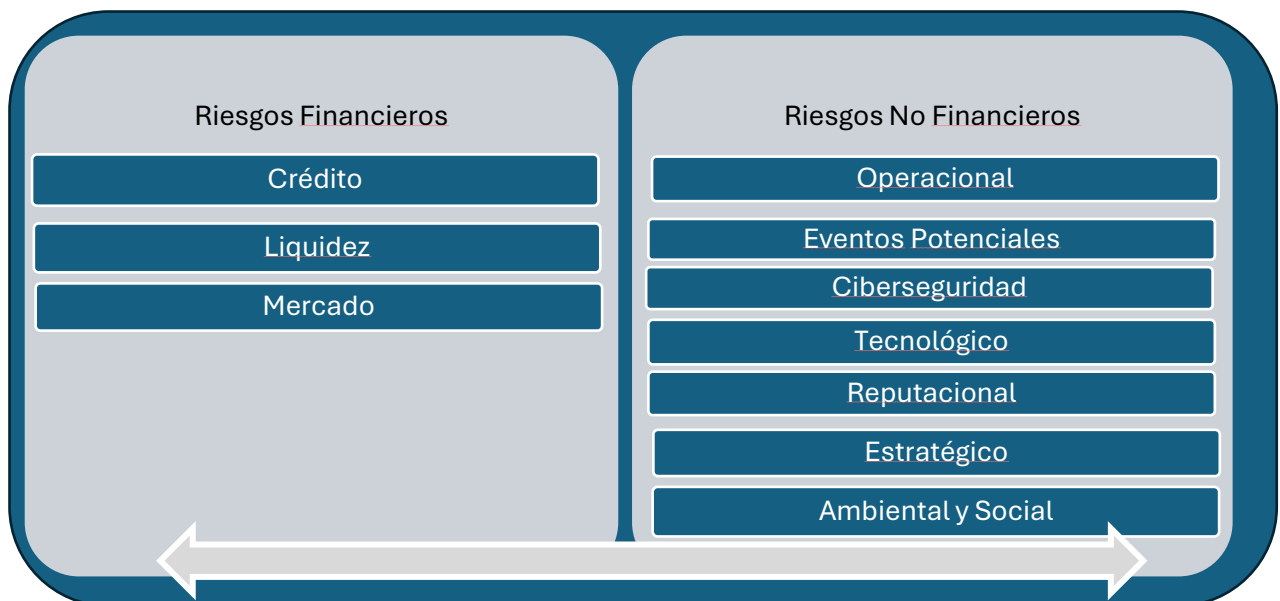 Riesgos Financieros
Crédito
Liquidez
Mercado
Riesgos No Financieros
Operacional
Eventos Potenciales
Ciberseguridad
Tecnológico
Reputacional
Estratégico
Ambiental y Social